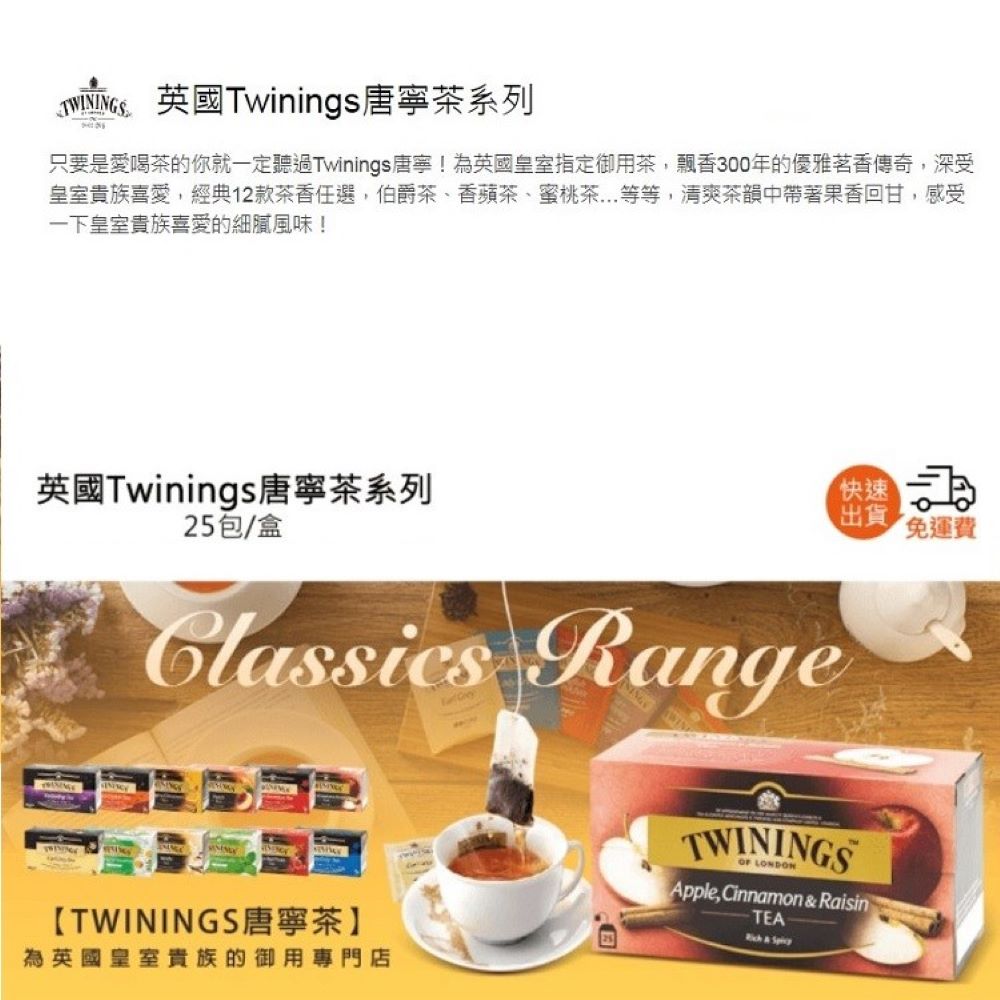 TWININGS
英國Twinings唐寧茶系列
只要是愛喝茶的你就一定聽過Twinings唐寧！為英國皇室指定御用茶，飄香300年的優雅茗香傳奇，深受
皇室貴族喜愛，經典12款茶香任選，伯爵茶、香蘋茶、蜜桃茶...等等，清爽茶韻中帶著果香回甘，感受
一下皇室貴族喜愛的細膩風味！
英國Twinings唐寧茶系列
25包/盒
快速
出貨
免運費
Classics Range
Earl Grey
TWININGS
OF LONDON
Apple, Cinnamon & Raisin
TEA
Rich & Spicy
25
【TWININGS唐寧茶】
為英國皇室貴族的御用專門店